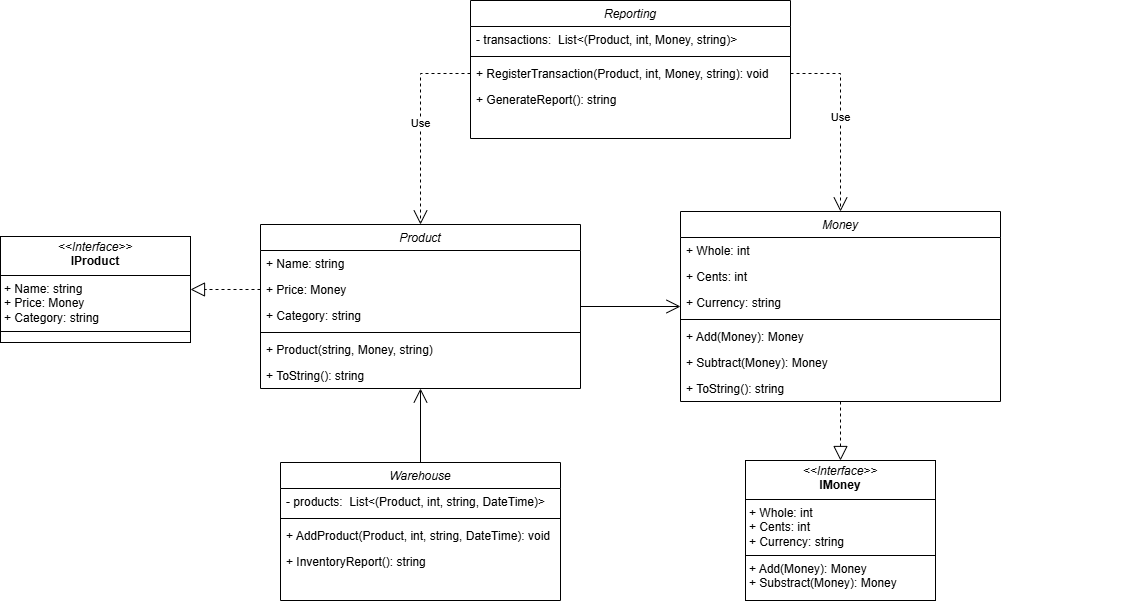 Reporting
- transactions:  List<(Product, int, Money, string)>
+ RegisterTransaction(Product, int, Money, string): void
+ GenerateReport(): string
Use
Use
<<Interface>>
IProduct
+ Name: string
+ Price: Money
+ Category: string
Product
+ Name: string
+ Price: Money
+ Category: string
+ Product(string, Money, string)
+ ToString(): string
Money
+ Whole: int
+ Cents: int
+ Currency: string
+ Add(Money): Money
+ Subtract(Money): Money
+ ToString(): string
Warehouse
- products:  List<(Product, int, string, DateTime)>
+ AddProduct(Product, int, string, DateTime): void
+ InventoryReport(): string
<<Interface>>
IMoney
+ Whole: int
+ Cents: int
+ Currency: string
+ Add(Money): Money
+ Substract(Money): Money